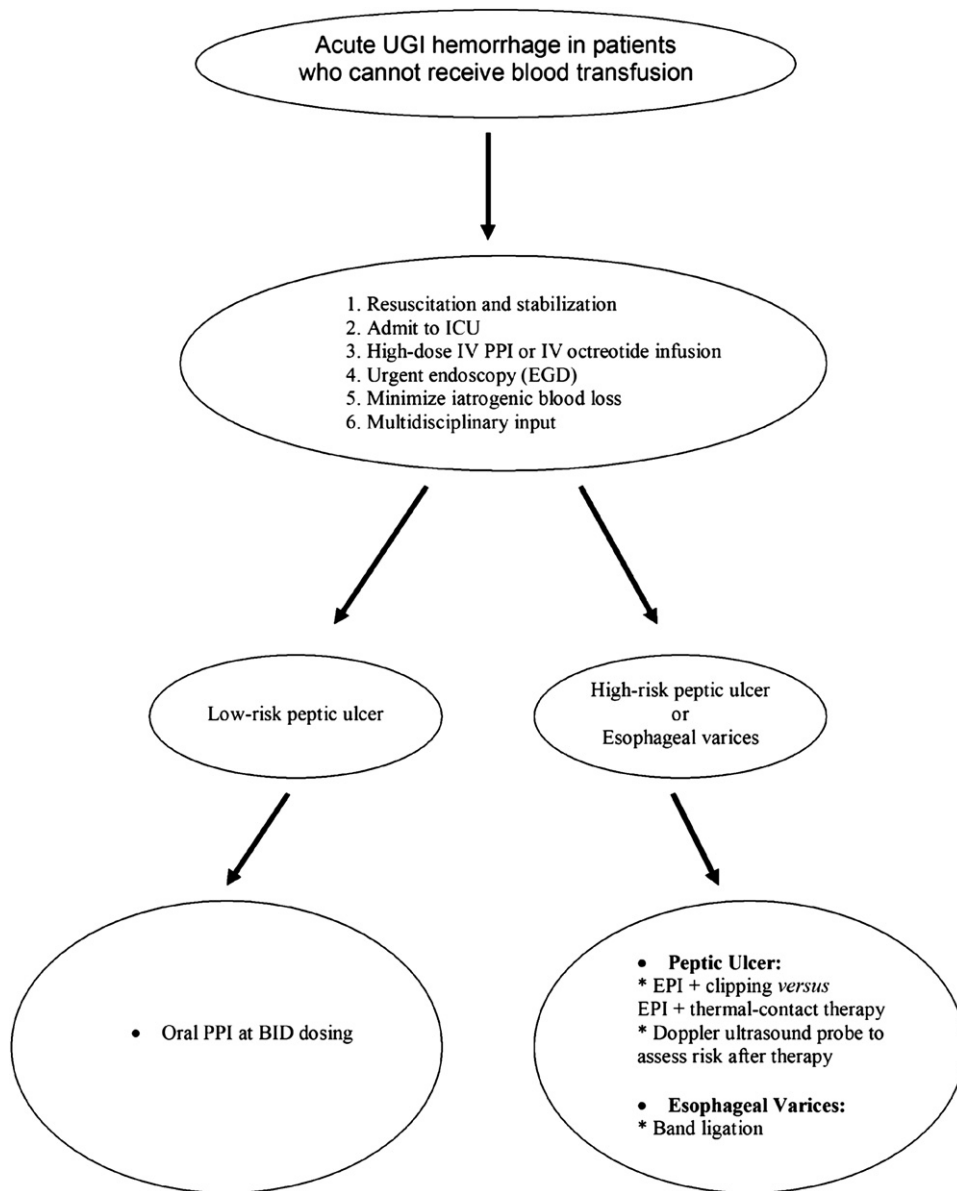 Acute UGI hemorrhage in patients
who cannot receive blood transfusion
1. Resuscitation and stabilization
2. Admit to ICU
3. High-dose IV PPI or IV octreotide infusion
4. Urgent endoscopy (EGD)
5. Minimize iatrogenic blood loss
6. Multidisciplinary input
Low-risk peptic ulcer
High-risk peptic ulcer
or
Esophageal varices
• Oral PPI at BID dosing
• Peptic Ulcer:
* EPI + clipping versus
EPI + thermal-contact therapy
* Doppler ultrasound probe to
assess risk after therapy
• Esophageal Varices:
* Band ligation